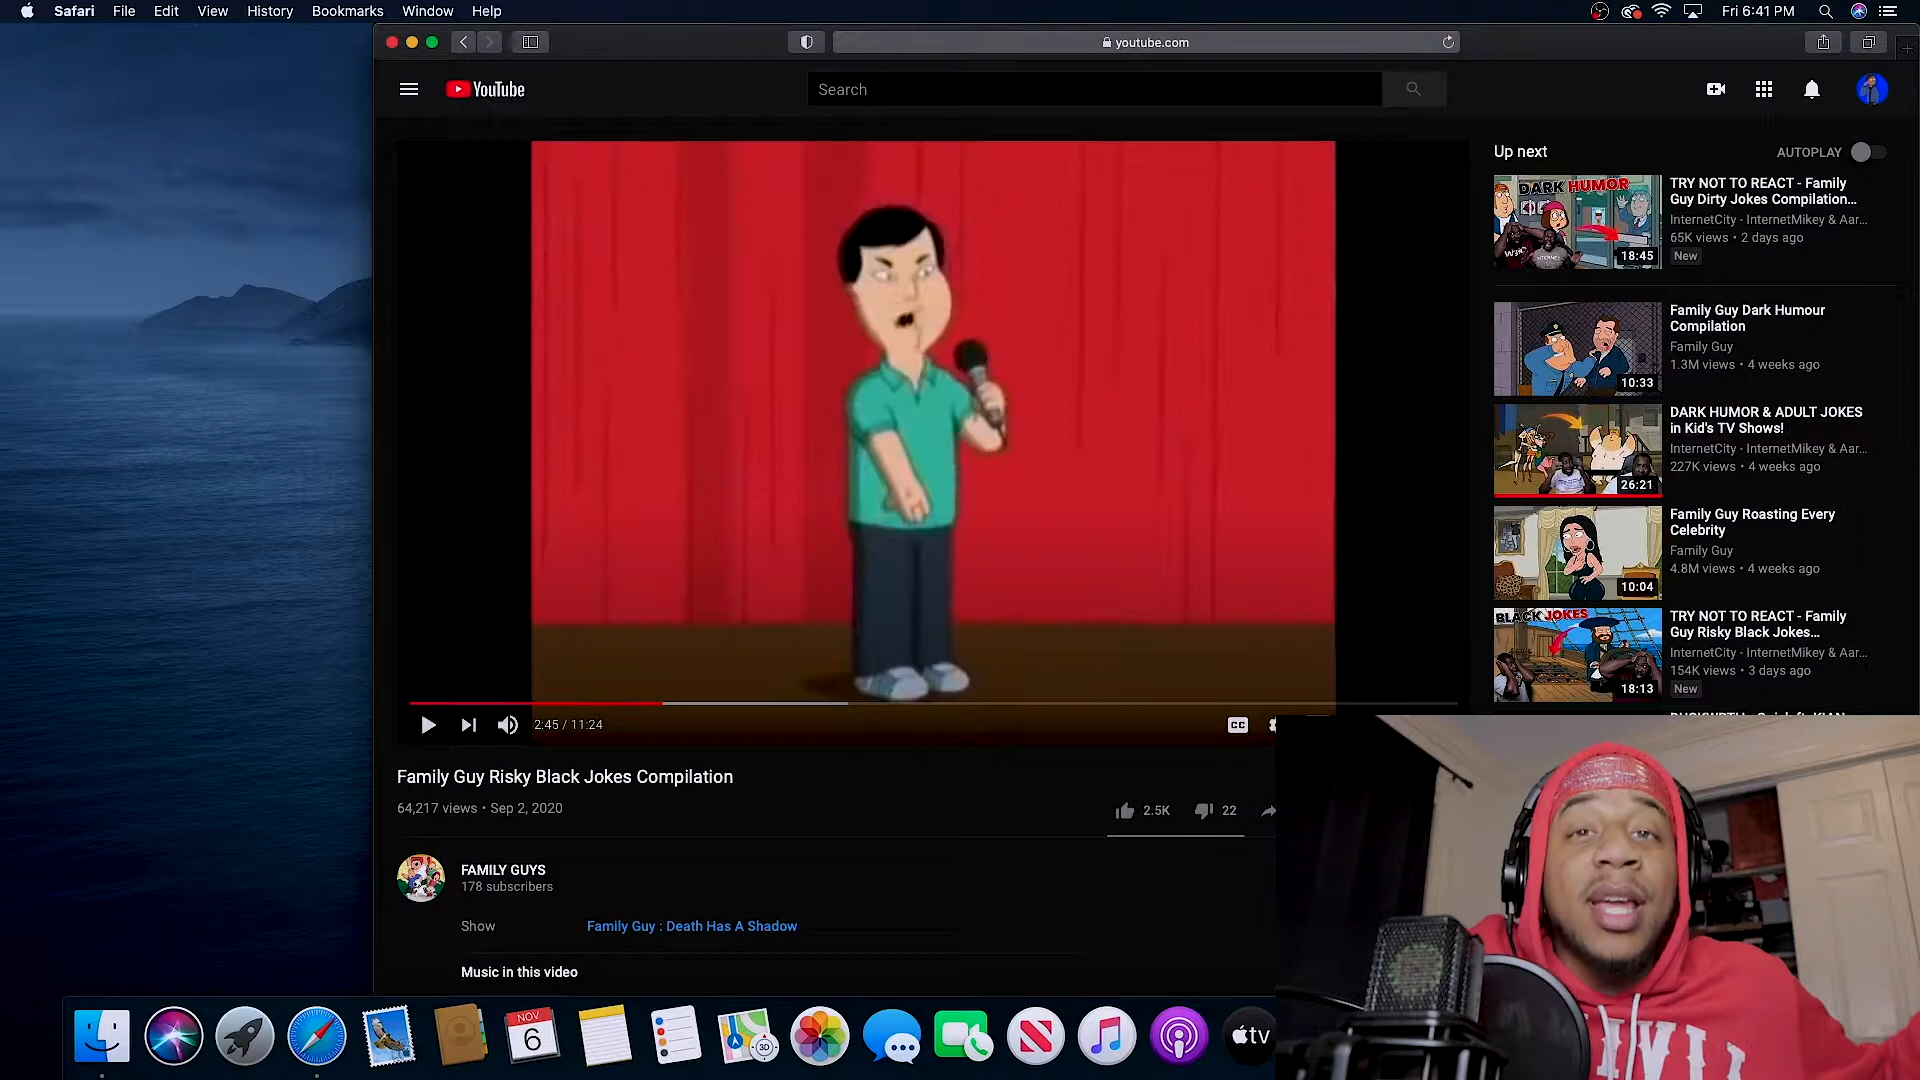 Safari File Edit View History Bookmarks Window Help
Fri 6:41 PM
youtube.com
YouTube
Search
Up next
AUTOPLAY
DARK HUMOR
18:45
TRY NOT TO REACT - Family
Guy Dirty Jokes Compilation...
InternetCity - InternetMikey & Aar...
65K views • 2 days ago
New
10:33
Family Guy Dark Humour
Compilation
Family Guy
1.3M views • 4 weeks ago
26:21
DARK HUMOR & ADULT JOKES
in Kid's TV Shows!
InternetCity - InternetMikey & Aar...
227K views • 4 weeks ago
10:04
Family Guy Roasting Every
Celebrity
Family Guy
4.8M views • 4 weeks ago
BLACK JOKES
18:13
TRY NOT TO REACT - Family
Guy Risky Black Jokes...
InternetCity - InternetMikey & Aar...
154K views • 3 days ago
New
2:45 / 11:24
CC
Family Guy Risky Black Jokes Compilation
64,217 views • Sep 2, 2020
2.5K
22
FAMILY GUYS
178 subscribers
Show
Family Guy : Death Has A Shadow
Music in this video
NOV
6
3D
tv